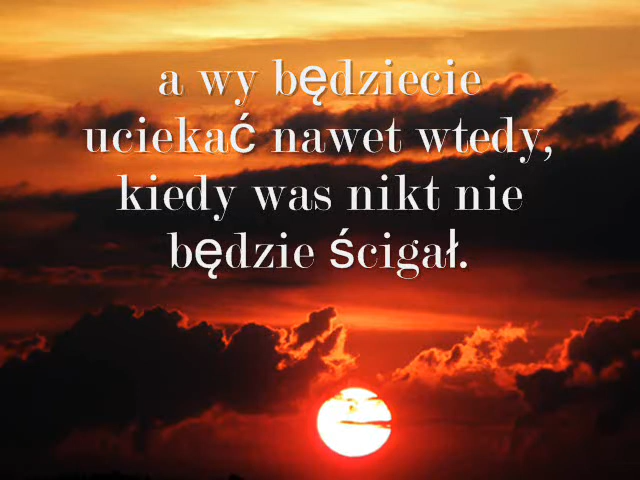 a wy będziecie
uciekać nawet wtedy,
kiedy was nikt nie
będzie ścigał.